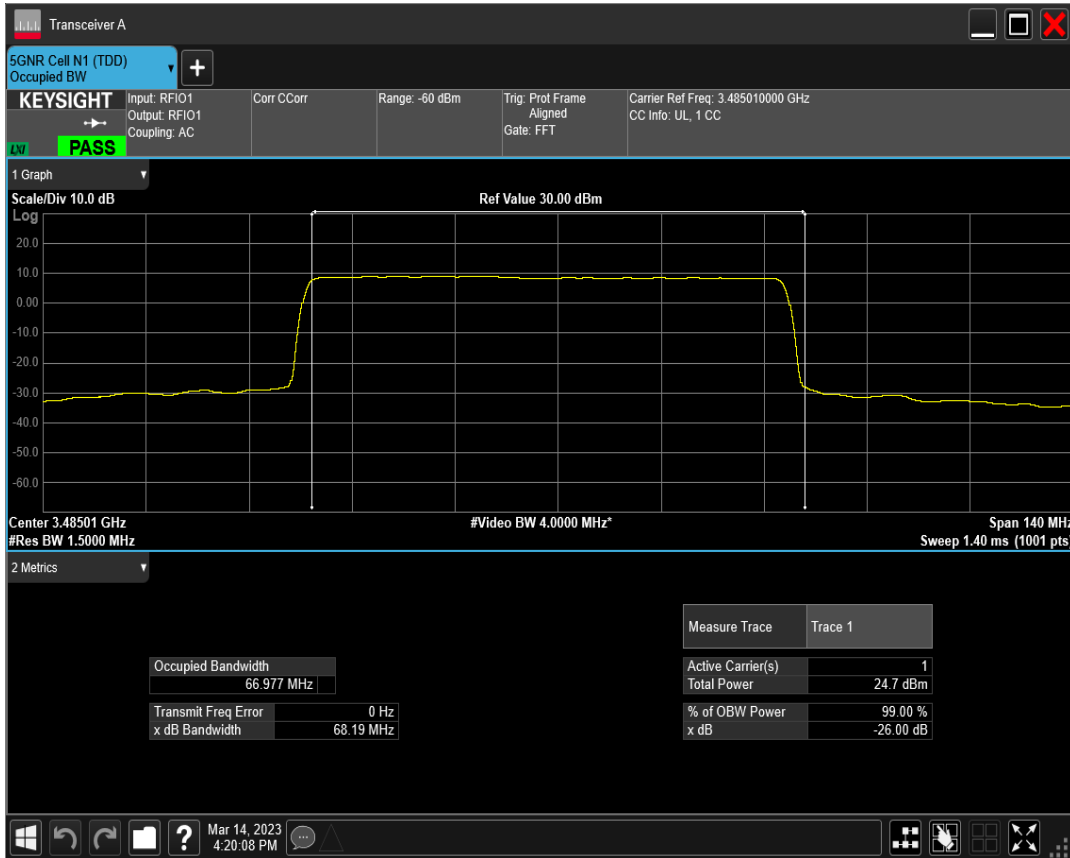 Transceiver A
5GNR Cell N1 (TDD)
Occupied BW
+
KEYSIGHT
LXI
PASS
Input: RFIO1
Output: RFIO1
Coupling: AC
Corr CCorr
Range: -60 dBm
Trig: Prot Frame
Aligned
Gate: FFT
Carrier Ref Freq: 3.485010000 GHz
CC Info: UL, 1 CC
1 Graph
Scale/Div 10.0 dB
Ref Value 30.00 dBm
Log
20.0
10.0
0.00
-10.0
-20.0
-30.0
-40.0
-50.0
-60.0
Center 3.48501 GHz
#Video BW 4.0000 MHz*
Span 140 MHz
#Res BW 1.5000 MHz
Sweep 1.40 ms (1001 pts)
2 Metrics
Measure Trace Trace 1
Occupied Bandwidth
66.977 MHz
Active Carrier(s) 1
Total Power 24.7 dBm
Transmit Freq Error 0 Hz
x dB Bandwidth 68.19 MHz
% of OBW Power 99.00 %
x dB -26.00 dB
?
Mar 14, 2023
4:20:08 PM